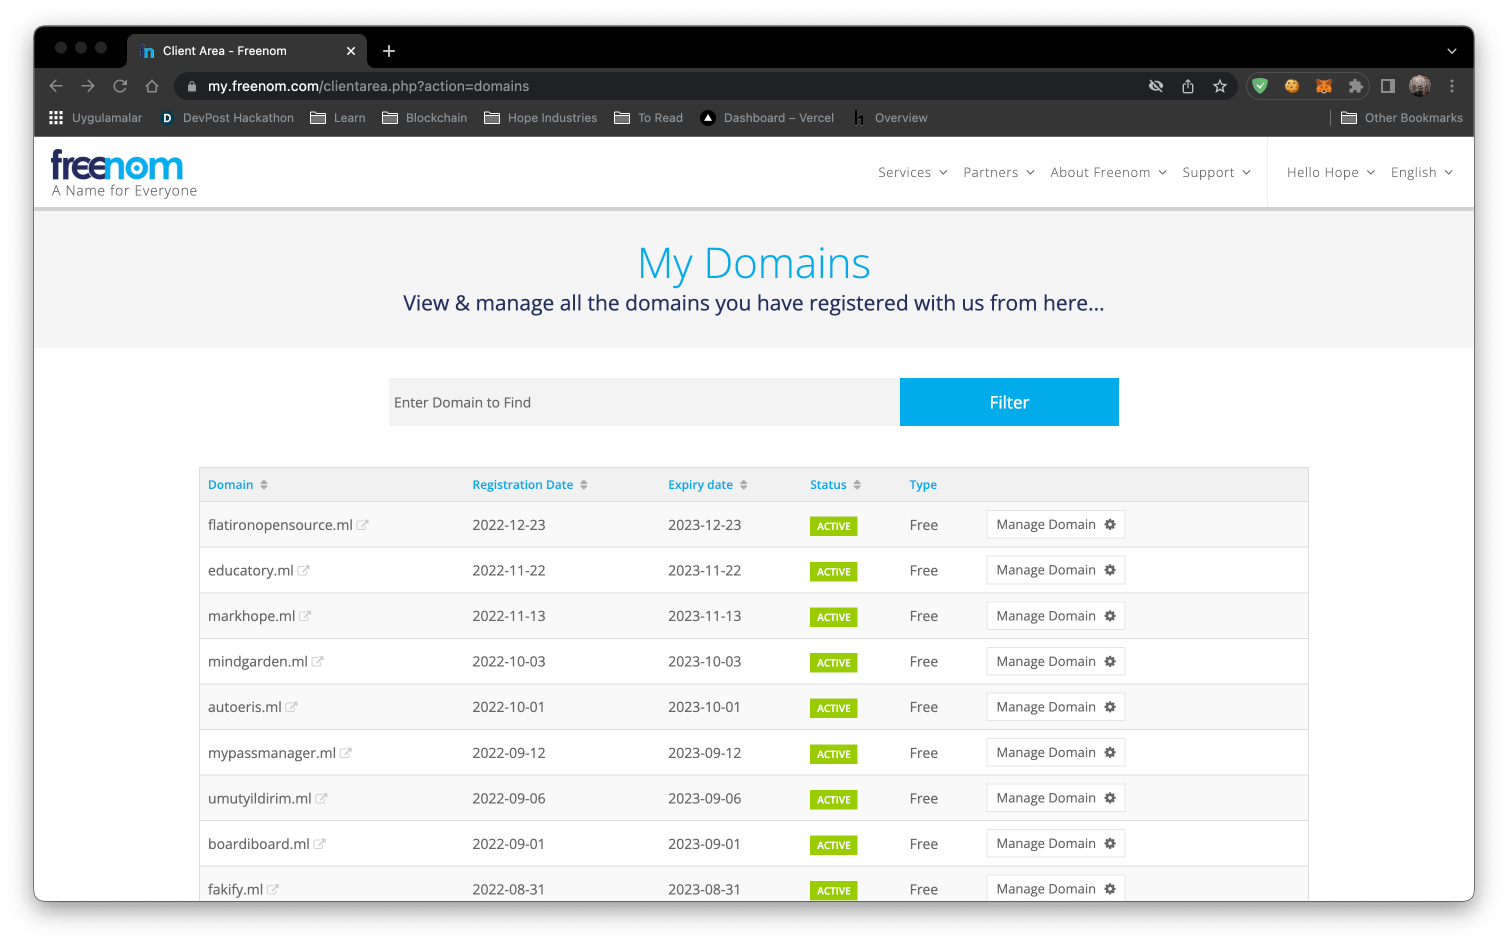 Client Area - Freenom
my.freenom.com/clientarea.php?action=domains
Uygulamalar DevPost Hackathon Learn Blockchain Hope Industries To Read Dashboard – Vercel Overview Other Bookmarks
freenom
A Name for Everyone
Services Partners About Freenom Support Hello Hope English
My Domains
View & manage all the domains you have registered with us from here...
Enter Domain to Find Filter
Domain Registration Date Expiry date Status Type
flatironopensource.ml 2022-12-23 2023-12-23 ACTIVE Free Manage Domain
educatory.ml 2022-11-22 2023-11-22 ACTIVE Free Manage Domain
markhope.ml 2022-11-13 2023-11-13 ACTIVE Free Manage Domain
mindgarden.ml 2022-10-03 2023-10-03 ACTIVE Free Manage Domain
autoeris.ml 2022-10-01 2023-10-01 ACTIVE Free Manage Domain
mypassmanager.ml 2022-09-12 2023-09-12 ACTIVE Free Manage Domain
umutyildirim.ml 2022-09-06 2023-09-06 ACTIVE Free Manage Domain
boardiboard.ml 2022-09-01 2023-09-01 ACTIVE Free Manage Domain
fakify.ml 2022-08-31 2023-08-31 ACTIVE Free Manage Domain